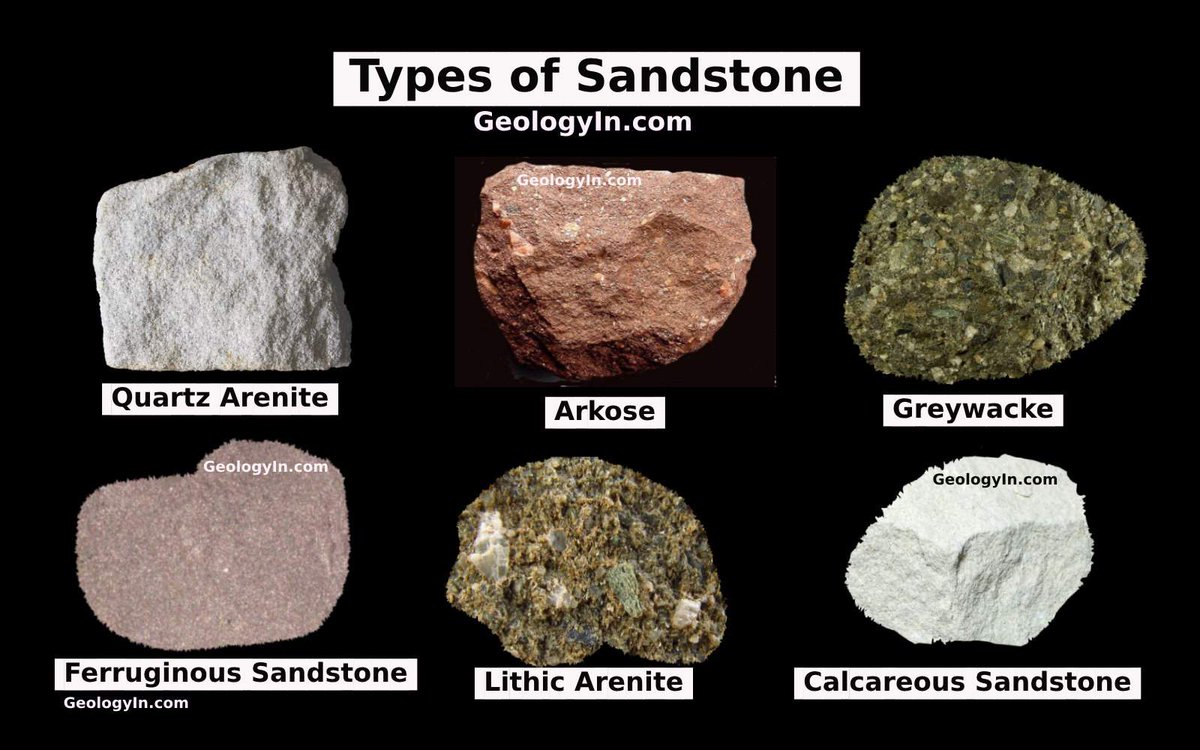 Types of Sandstone
GeologyIn.com
GeologyIn.com
Quartz Arenite
Arkose
Greywacke
GeologyIn.com
GeologyIn.com
Ferruginous Sandstone
Lithic Arenite
Calcareous Sandstone
GeologyIn.com